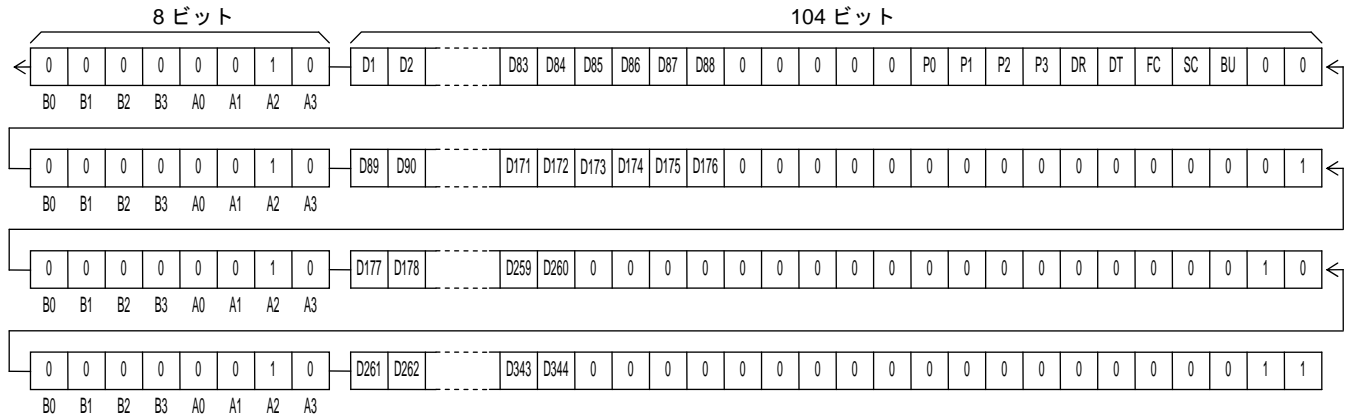 8 ビット 104 ビット
0 0 0 0 0 0 1 0 D1 D2 D83 D84 D85 D86 D87 D88 0 0 0 0 0 P0 P1 P2 P3 DR DT FC SC BU 0 0
B0 B1 B2 B3 A0 A1 A2 A3
0 0 0 0 0 0 1 0 D89 D90 D171 D172 D173 D174 D175 D176 0 0 0 0 0 0 0 0 0 0 0 0 0 0 0 1
B0 B1 B2 B3 A0 A1 A2 A3
0 0 0 0 0 0 1 0 D177 D178 D259 D260 0 0 0 0 0 0 0 0 0 0 0 0 0 0 0 0 0 0 1 0
B0 B1 B2 B3 A0 A1 A2 A3
0 0 0 0 0 0 1 0 D261 D262 D343 D344 0 0 0 0 0 0 0 0 0 0 0 0 0 0 0 0 0 0 1 1
B0 B1 B2 B3 A0 A1 A2 A3